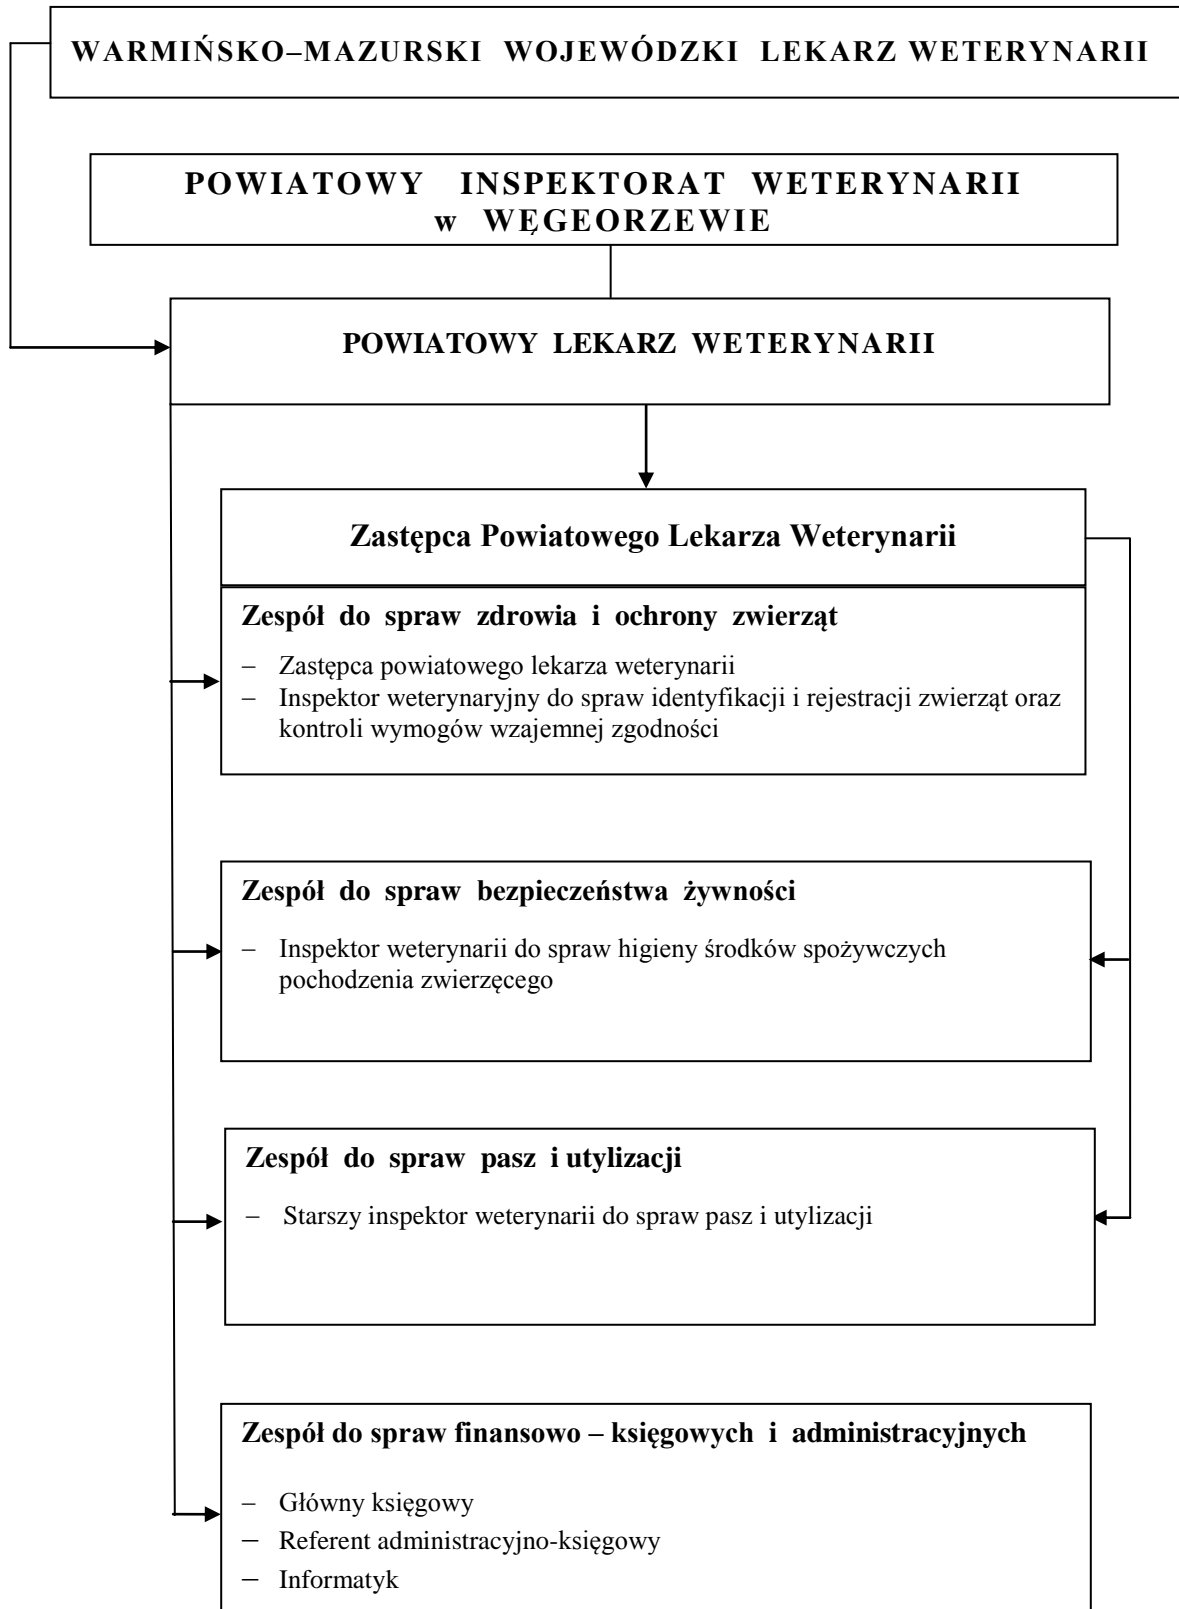 WARMIŃSKO–MAZURSKI WOJEWÓDZKI LEKARZ WETERYNARII
POWIATOWY INSPEKTORAT WETERYNARII
w WĘGEORZEWIE
POWIATOWY LEKARZ WETERYNARII
Zastępca Powiatowego Lekarza Weterynarii
Zespół do spraw zdrowia i ochrony zwierząt
– Zastępca powiatowego lekarza weterynarii
– Inspektor weterynaryjny do spraw identyfikacji i rejestracji zwierząt oraz
kontroli wymogów wzajemnej zgodności
Zespół do spraw bezpieczeństwa żywności
– Inspektor weterynarii do spraw higieny środków spożywczych
pochodzenia zwierzęcego
Zespół do spraw pasz i utylizacji
– Starszy inspektor weterynarii do spraw pasz i utylizacji
Zespół do spraw finansowo – księgowych i administracyjnych
– Główny księgowy
– Referent administracyjno-księgowy
– Informatyk